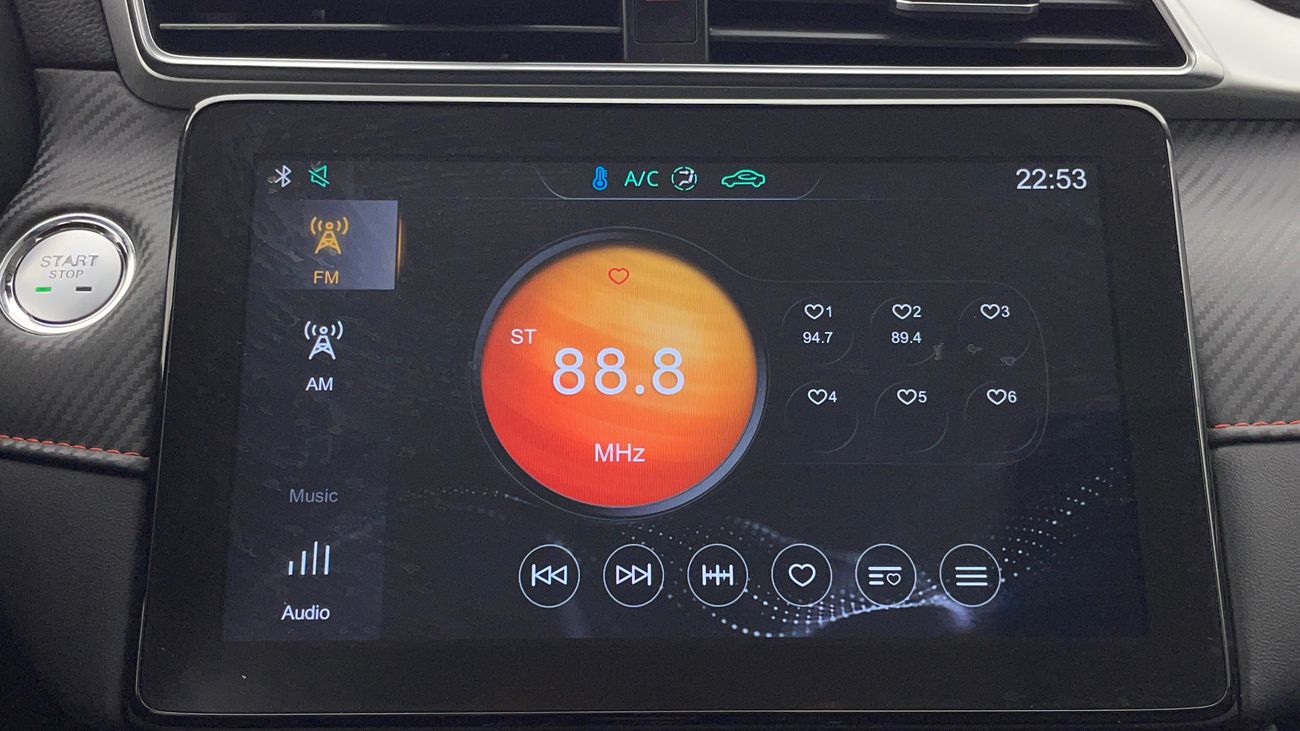 A/C
22:53
START
STOP
FM
AM
Music
Audio
ST
88.8
MHz
1
94.7
2
89.4
3
4
5
6